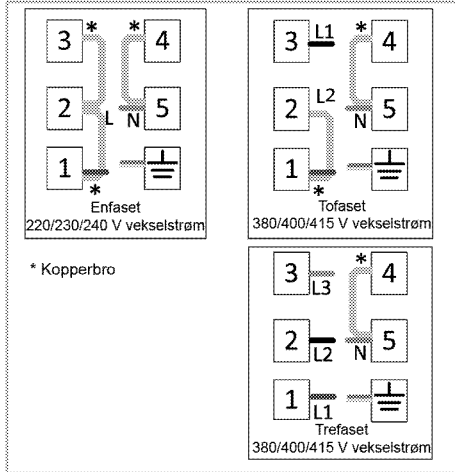 3 * * 4
2 L N 5
1 *
Enfaset
220/230/240 V vekselstrøm
3 L1 * 4
2 L2 N 5
1 *
Tofaset
380/400/415 V vekselstrøm
* Kopperbro
3 L3 * 4
2 L2 N 5
1 L1
Trefaset
380/400/415 V vekselstrøm